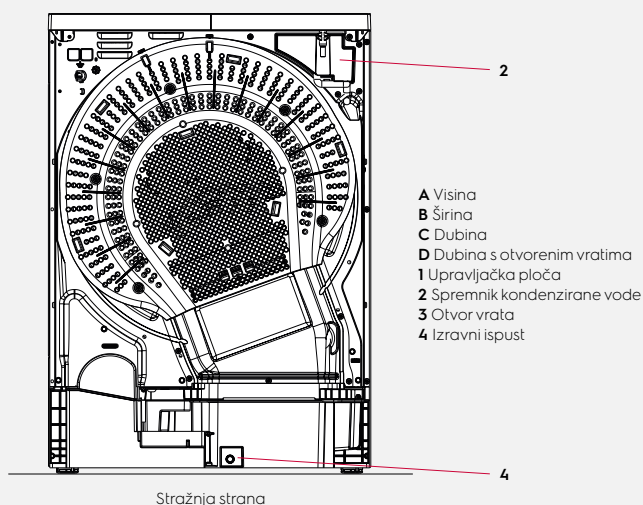 2
A Visina
B Širina
C Dubina
D Dubina s otvorenim vratima
1 Upravljačka ploča
2 Spremnik kondenzirane vode
3 Otvor vrata
4 Izravni ispust
4
Stražnja strana